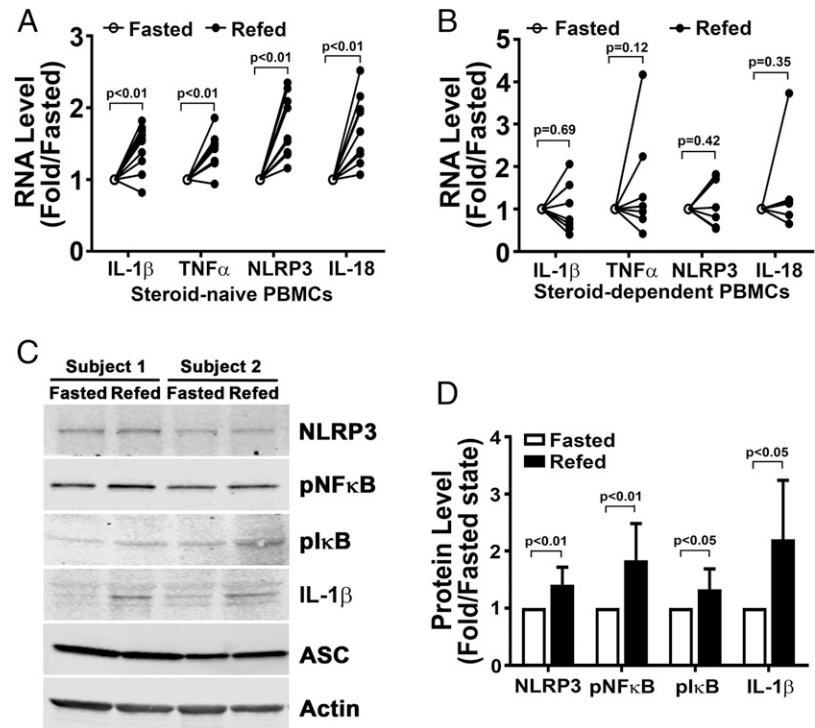 A
Fasted Refed
RNA Level
(Fold/Fasted)
3
2
1
0
p<0.01
p<0.01
p<0.01
p<0.01
IL-1β TNFα NLRP3 IL-18
Steroid-naive PBMCs
B
Fasted Refed
RNA Level
(Fold/Fasted)
5
4
3
2
1
0
p=0.69
p=0.12
p=0.42
p=0.35
IL-1β TNFα NLRP3 IL-18
Steroid-dependent PBMCs
C
Subject 1 Subject 2
Fasted Refed Fasted Refed
NLRP3
pNFκB
pIκB
IL-1β
ASC
Actin
D
Fasted
Refed
Protein Level
(Fold/Fasted state)
4
3
2
1
0
p<0.01
p<0.01
p<0.05
p<0.05
NLRP3 pNFκB pIκB IL-1β